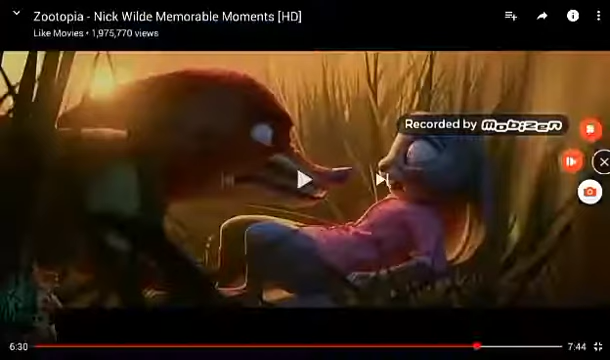 Zootopia - Nick Wilde Memorable Moments [HD]
Like Movies • 1,975,770 views
Recorded by mobizen
6:30
7:44